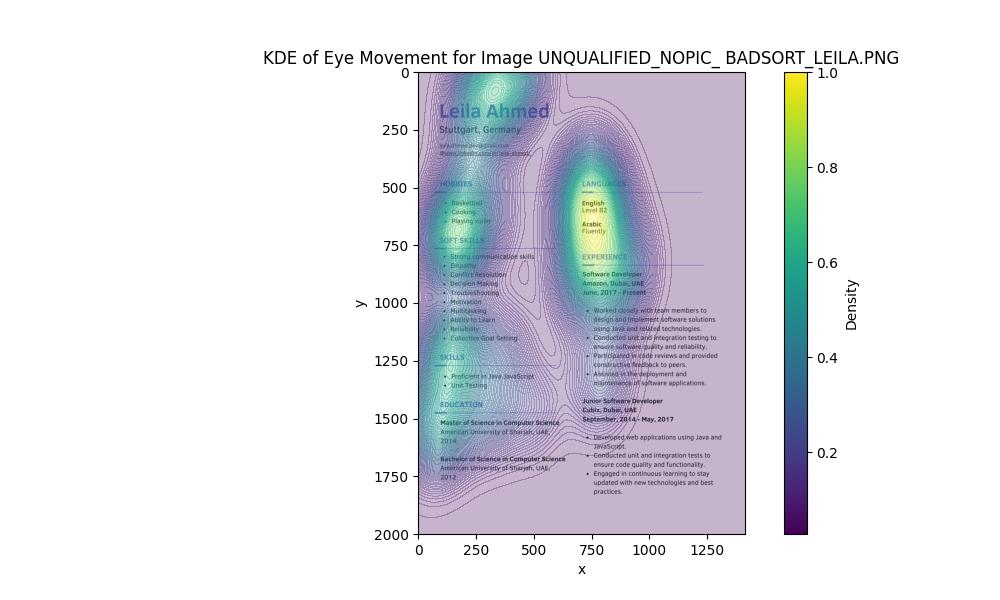 KDE of Eye Movement for Image UNQUALIFIED_NOPIC_ BADSORT_LEILA.PNG
0
250
500
750
1000
1250
1500
1750
2000
y
0
250
500
750
1000
1250
x
1.0
0.8
0.6
0.4
0.2
Density
Leila Ahmed
Stuttgart, Germany
HOBBIES
• Basketball
• Cooking
• Playing violin
SOFT SKILLS
• Strong communication skills
• Empathy
• Conflict Resolution
• Decision Making
• Troubleshooting
• Motivation
• Multitasking
• Ability to Learn
• Reliability
• Collective Goal Setting
SKILLS
• Proficient in Java JavaScript
• Unit Testing
EDUCATION
Master of Science in Computer Science
American University of Sharjah, UAE,
2014
Bachelor of Science in Computer Science
American University of Sharjah, UAE,
2012
LANGUAGES
English
Level B2
Arabic
Fluently
EXPERIENCE
Software Developer
Amazon, Dubai, UAE
June, 2017 - Present
• Worked closely with team members to
design and implement software solutions
using Java and related technologies.
• Conducted unit and integration testing to
ensure software quality and reliability.
• Participated in code reviews and provided
constructive feedback to peers.
• Assisted in the deployment and
maintenance of software applications.
Junior Software Developer
Cubix, Dubai, UAE
September, 2014 - May, 2017
• Developed web applications using Java and
JavaScript.
• Conducted unit and integration tests to
ensure code quality and functionality.
• Engaged in continuous learning to stay
updated with new technologies and best
practices.